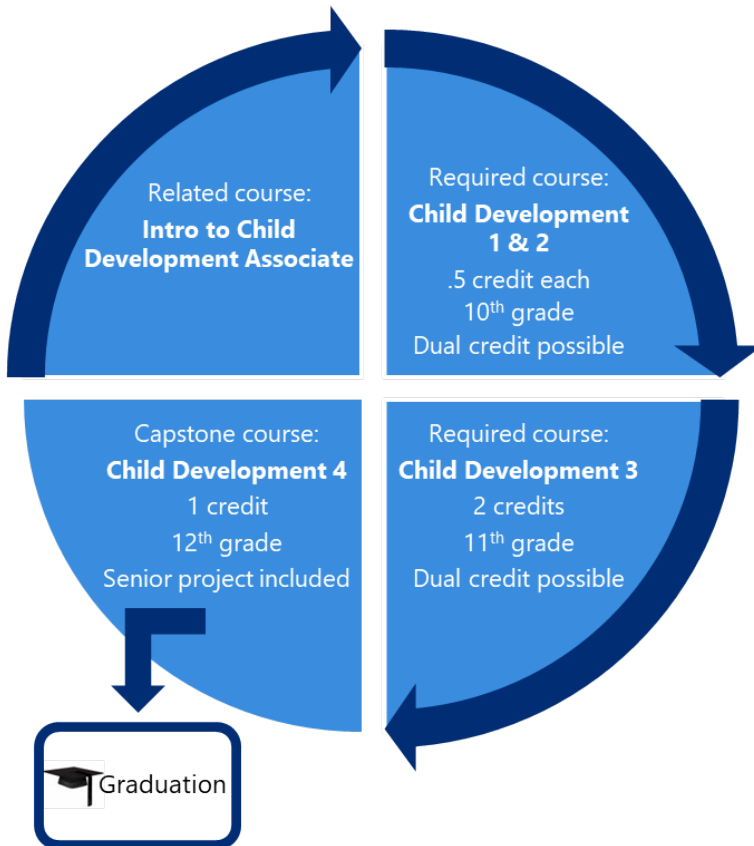 Related course:
Intro to Child
Development Associate
Required course:
Child Development
1 & 2
.5 credit each
10th grade
Dual credit possible
Required course:
Child Development 3
2 credits
11th grade
Dual credit possible
Capstone course:
Child Development 4
1 credit
12th grade
Senior project included
Graduation